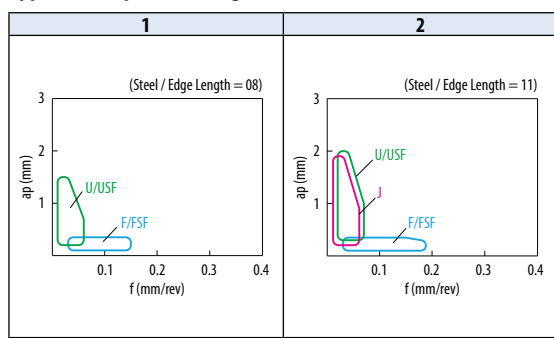 1
2
(Steel / Edge Length = 08)
3
2
1
ap (mm)
U/USF
F/FSF
0.1 0.2 0.3 0.4
f (mm/rev)
(Steel / Edge Length = 11)
3
2
1
ap (mm)
U/USF
J
F/FSF
0.1 0.2 0.3 0.4
f (mm/rev)